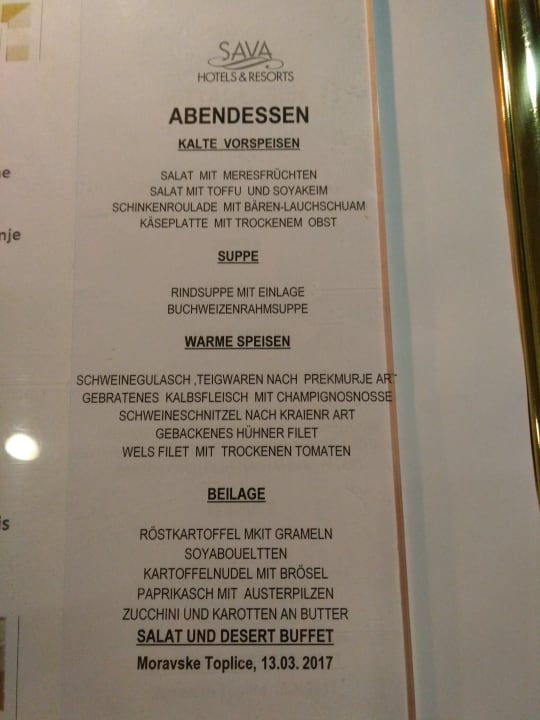 SAVA
HOTELS & RESORTS
ABENDESSEN
KALTE VORSPEISEN
SALAT MIT MERESFRÜCHTEN
SALAT MIT TOFFU UND SOYAKEIM
SCHINKENROULADE MIT BÄREN-LAUCHSCHUAM
KÄSEPLATTE MIT TROCKENEM OBST
SUPPE
RINDSUPPE MIT EINLAGE
BUCHWEIZENRAHMSUPPE
WARME SPEISEN
SCHWEINEGULASCH ,TEIGWAREN NACH PREKMURJE ART
GEBRATENES KALBSFLEISCH MIT CHAMPIGNOSNOSSE
SCHWEINESCHNITZEL NACH KRAIENR ART
GEBACKENES HÜHNER FILET
WELS FILET MIT TROCKENEN TOMATEN
BEILAGE
RÖSTKARTOFFEL MKIT GRAMELN
SOYABOUELTTEN
KARTOFFELNUDEL MIT BRÖSEL
PAPRIKASCH MIT AUSTERPILZEN
ZUCCHINI UND KAROTTEN AN BUTTER
SALAT UND DESERT BUFFET
Moravske Toplice, 13.03. 2017